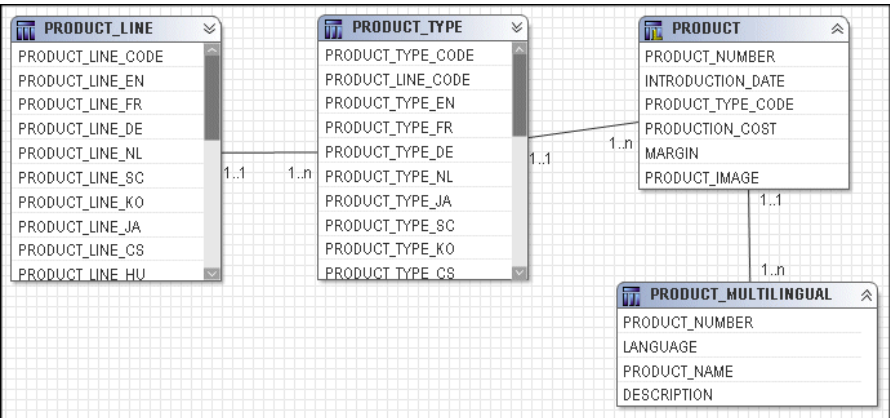 PRODUCT_LINE
PRODUCT_LINE_CODE
PRODUCT_LINE_EN
PRODUCT_LINE_FR
PRODUCT_LINE_DE
PRODUCT_LINE_NL
PRODUCT_LINE_SC
PRODUCT_LINE_KO
PRODUCT_LINE_JA
PRODUCT_LINE_CS
PRODUCT_LINE_HU
1..1
1..n
PRODUCT_TYPE
PRODUCT_TYPE_CODE
PRODUCT_LINE_CODE
PRODUCT_TYPE_EN
PRODUCT_TYPE_FR
PRODUCT_TYPE_DE
PRODUCT_TYPE_NL
PRODUCT_TYPE_JA
PRODUCT_TYPE_SC
PRODUCT_TYPE_KO
PRODUCT_TYPE_CS
1..1
1..n
PRODUCT
PRODUCT_NUMBER
INTRODUCTION_DATE
PRODUCT_TYPE_CODE
PRODUCTION_COST
MARGIN
PRODUCT_IMAGE
1..1
1..n
PRODUCT_MULTILINGUAL
PRODUCT_NUMBER
LANGUAGE
PRODUCT_NAME
DESCRIPTION